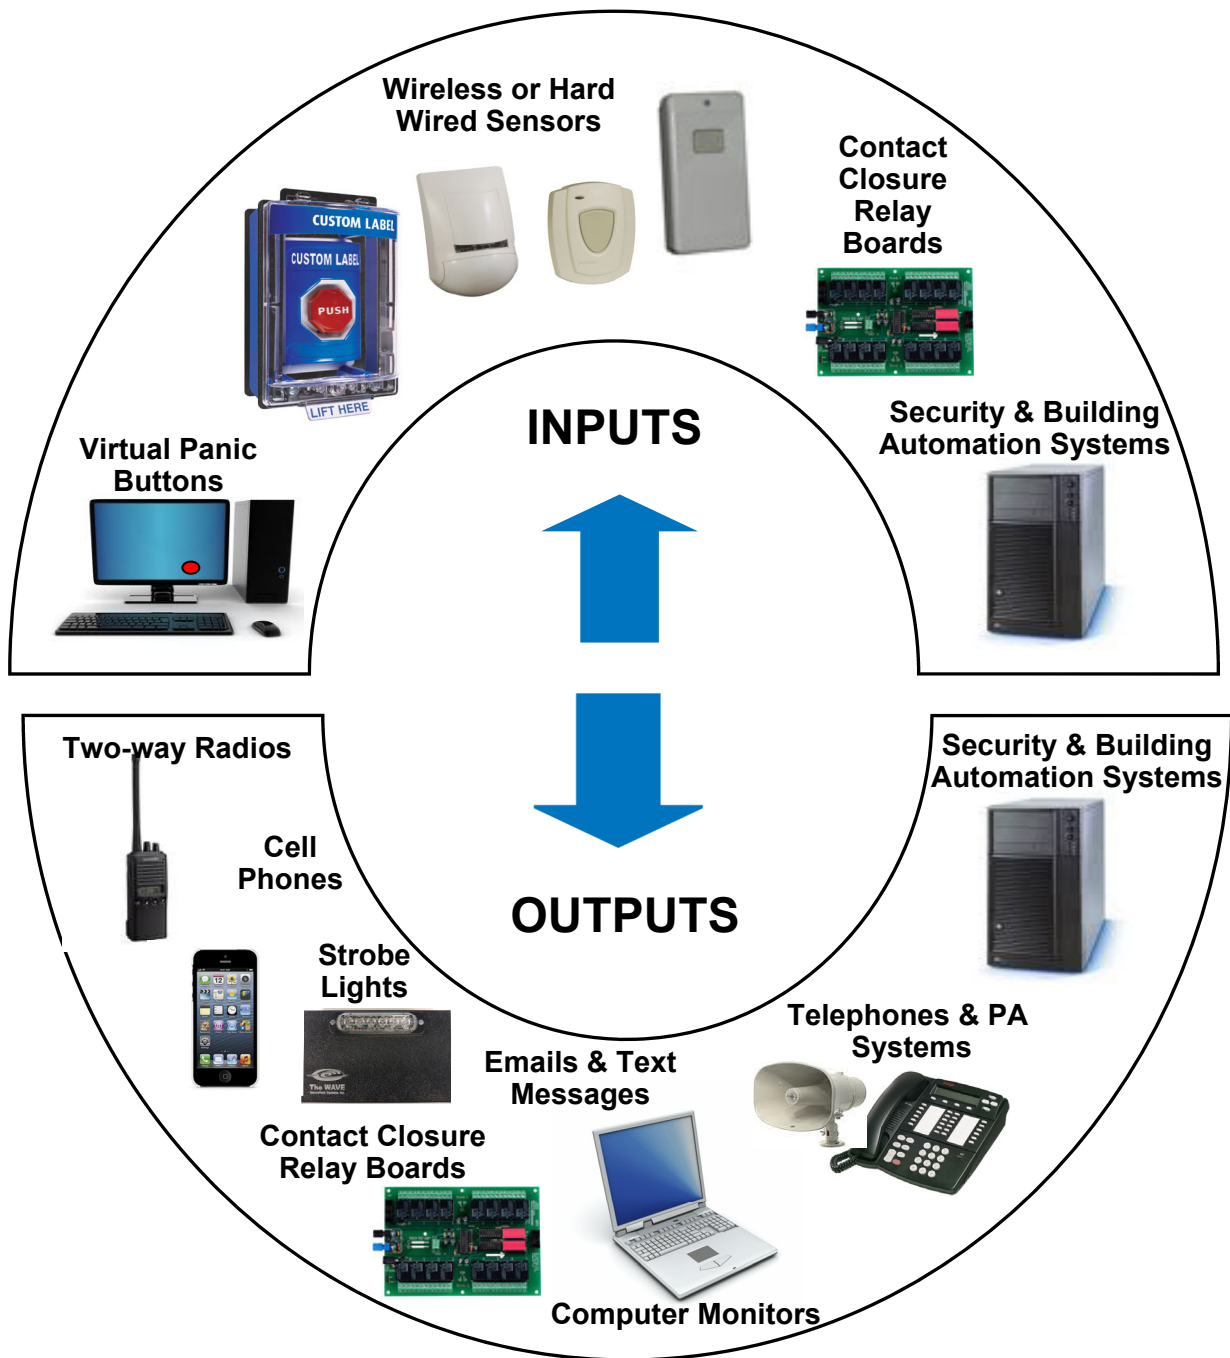 Wireless or Hard
Wired Sensors
Contact
Closure
Relay
Boards
CUSTOM LABEL
CUSTOM LABEL
PUSH
LIFT HERE
INPUTS
Security & Building
Automation Systems
Virtual Panic
Buttons
Two-way Radios
Security & Building
Automation Systems
Cell
Phones
OUTPUTS
Strobe
Lights
The WAVE
Telephones & PA
Systems
Emails & Text
Messages
Contact Closure
Relay Boards
Computer Monitors